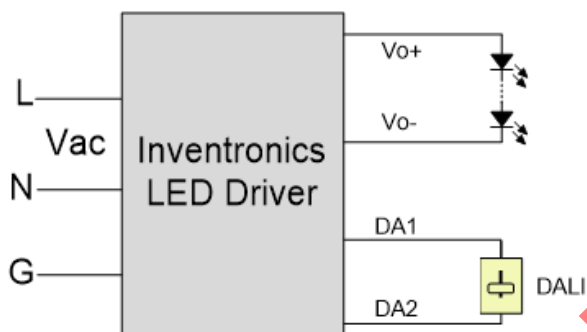 Vo+
L
Vac
Vo-
Inventronics
LED Driver
N
DA1
G
DALI
DA2